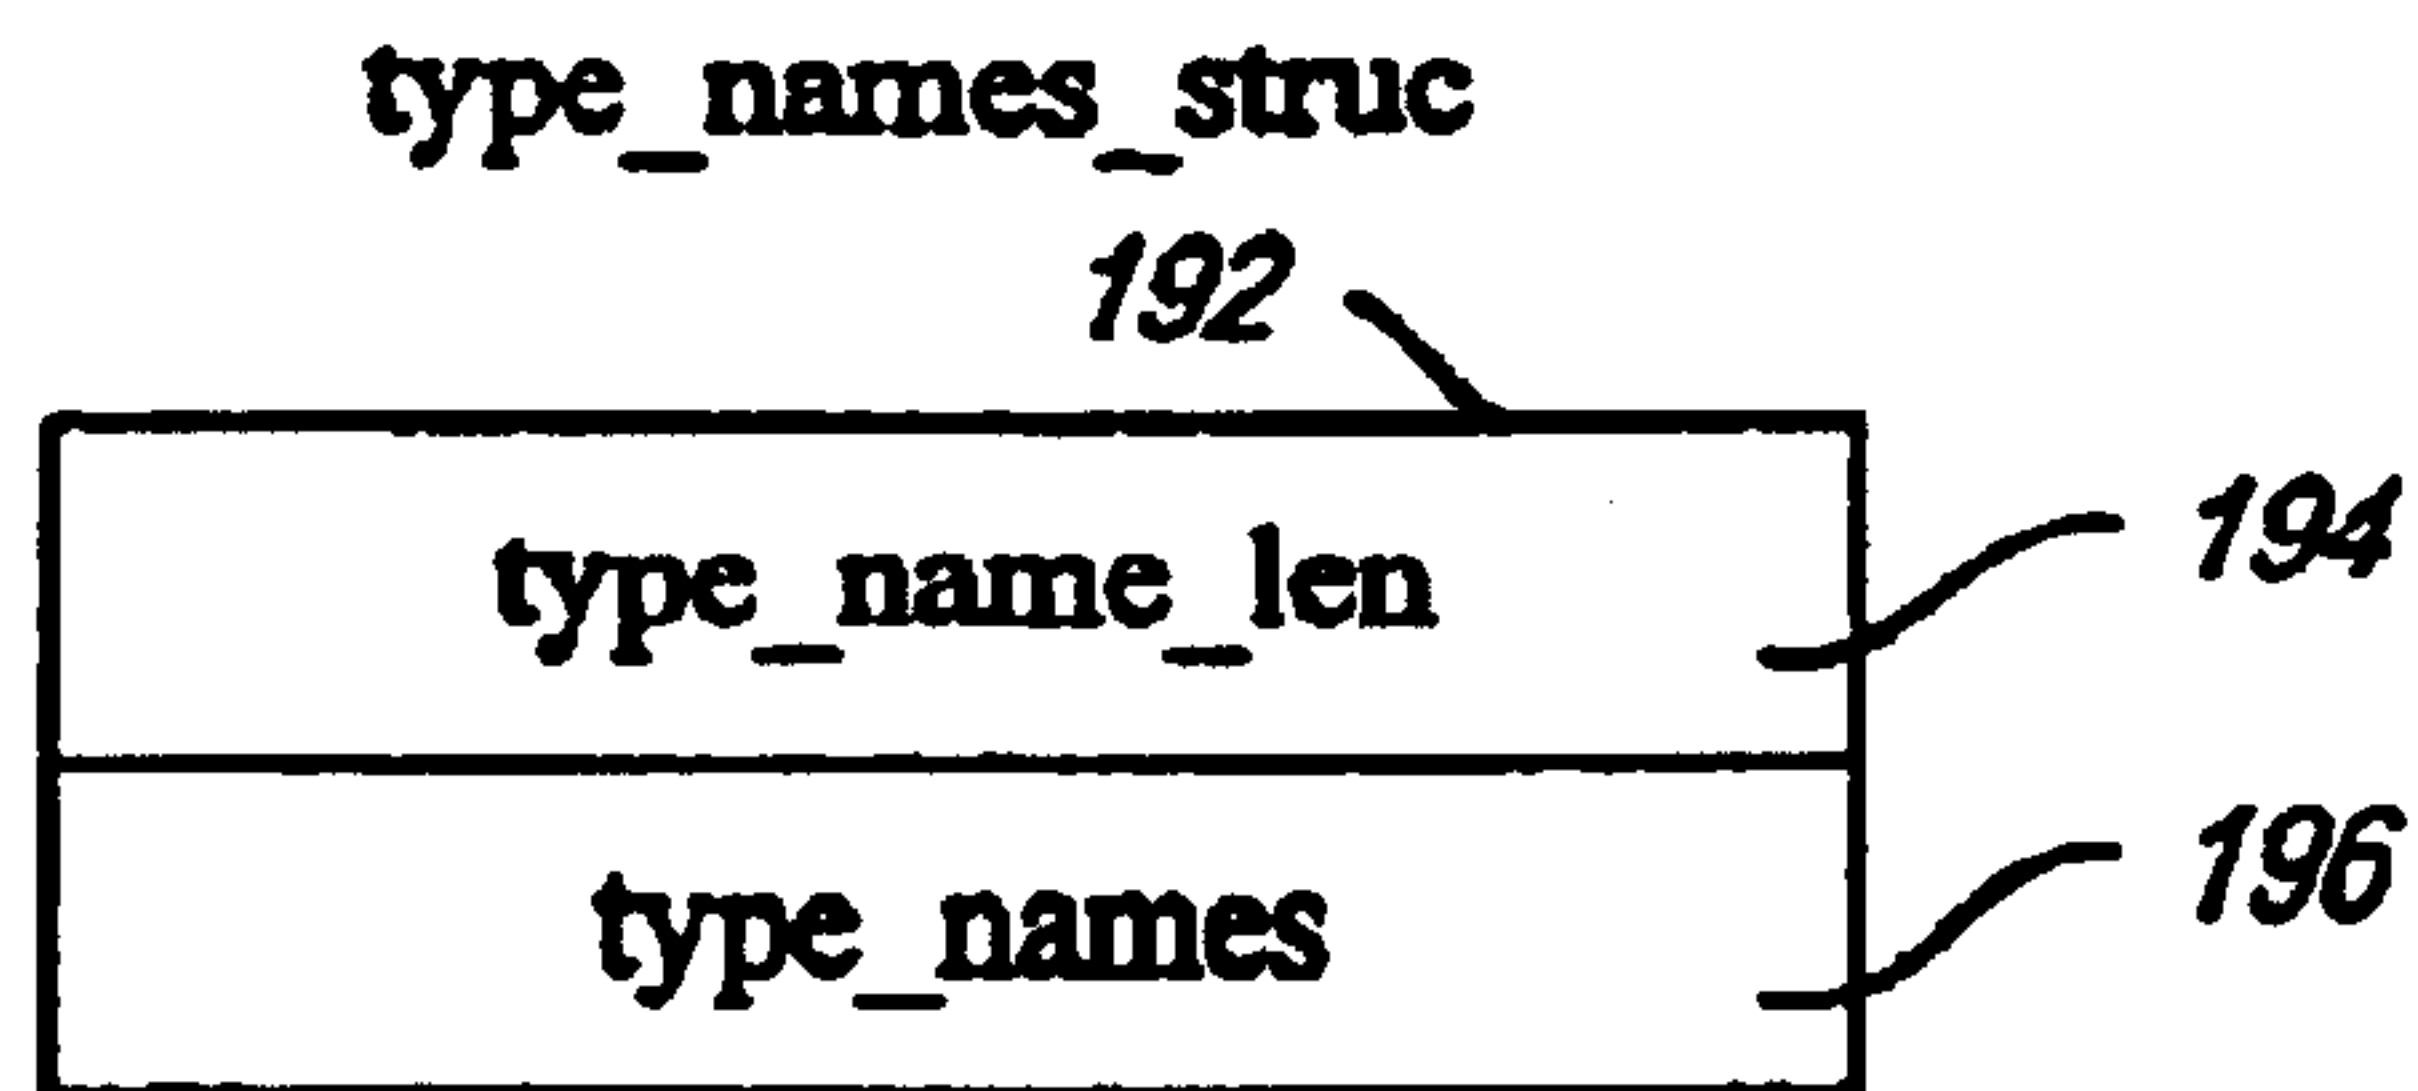 type_names_struc
192
type_name_len 194
type_names 196